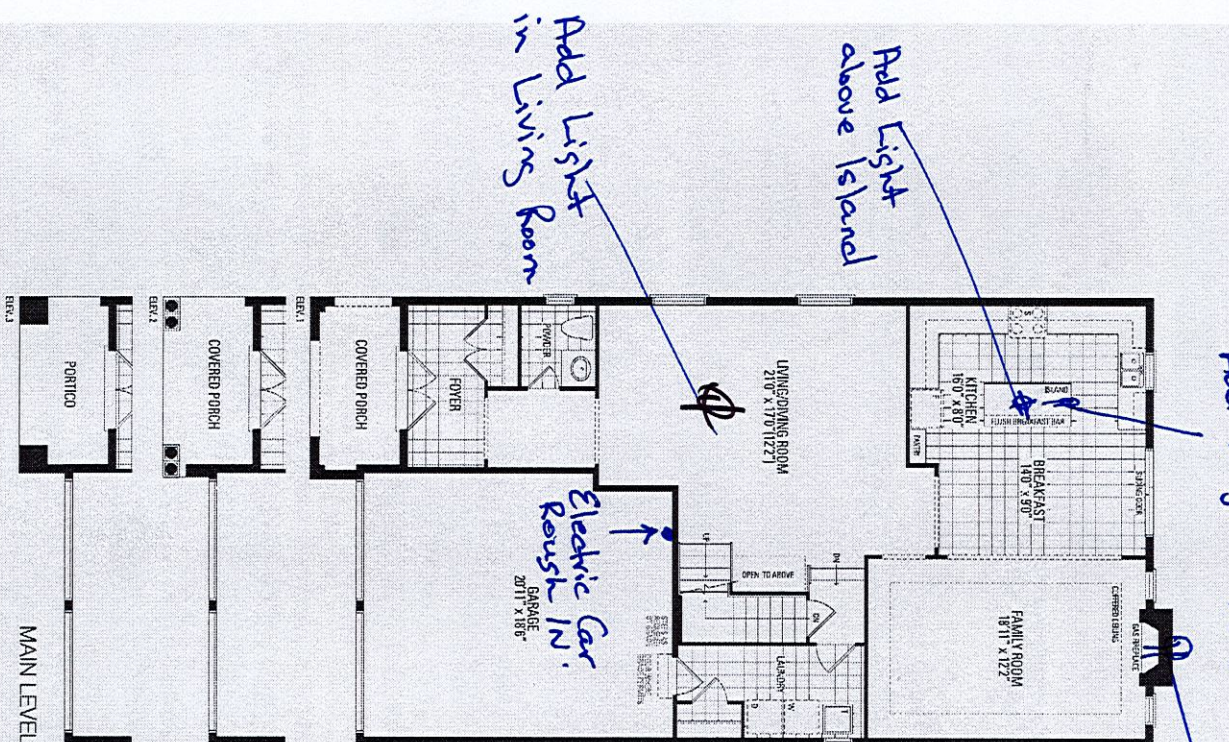 Add Light
above Island
Add Light
in Living Room
Electric Car
Rough IN.
ISLAND
FLUSH BREAKFAST BAR
KITCHEN
16'0" x 8'0"
PANTRY
BREAKFAST
14'0" x 9'0"
SLIDING DOOR
LIVING/DIVING ROOM
21'0" x 17'0 (12'2")
POWDER
FOYER
COVERED PORCH
ELEV. 1
COVERED PORCH
ELEV. 2
PORTICO
ELEV. 3
UP
OPEN TO ABOVE
DN
DN
COFFERED CEILING
GAS FIREPLACE
FAMILY ROOM
18'11" x 12'2"
LAUNDRY
D
W
T
GARAGE
20'11" x 18'6"
MAIN LEVEL